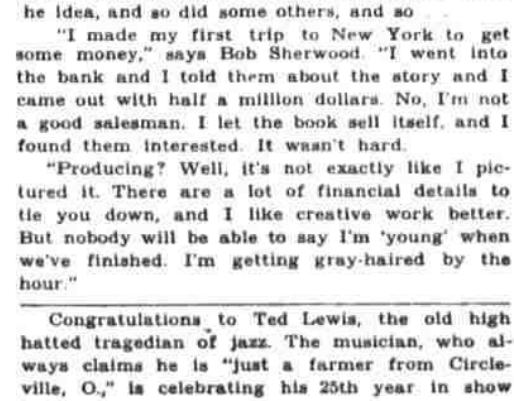 he idea, and so did some others, and so . .
"I made my first trip to New York to get
some money," says Bob Sherwood. "I went into
the bank and I told them about the story and I
came out with half a million dollars. No, I'm not
a good salesman. I let the book sell itself, and I
found them interested. It wasn't hard.
"Producing? Well, it's not exactly like I pic-
tured it. There are a lot of financial details to
tie you down, and I like creative work better.
But nobody will be able to say I'm 'young' when
we've finished. I'm getting gray-haired by the
hour."
Congratulations to Ted Lewis, the old high
hatted tragedian of jazz. The musician, who al-
ways claims he is "just a farmer from Circle-
ville, O.," is celebrating his 25th year in show